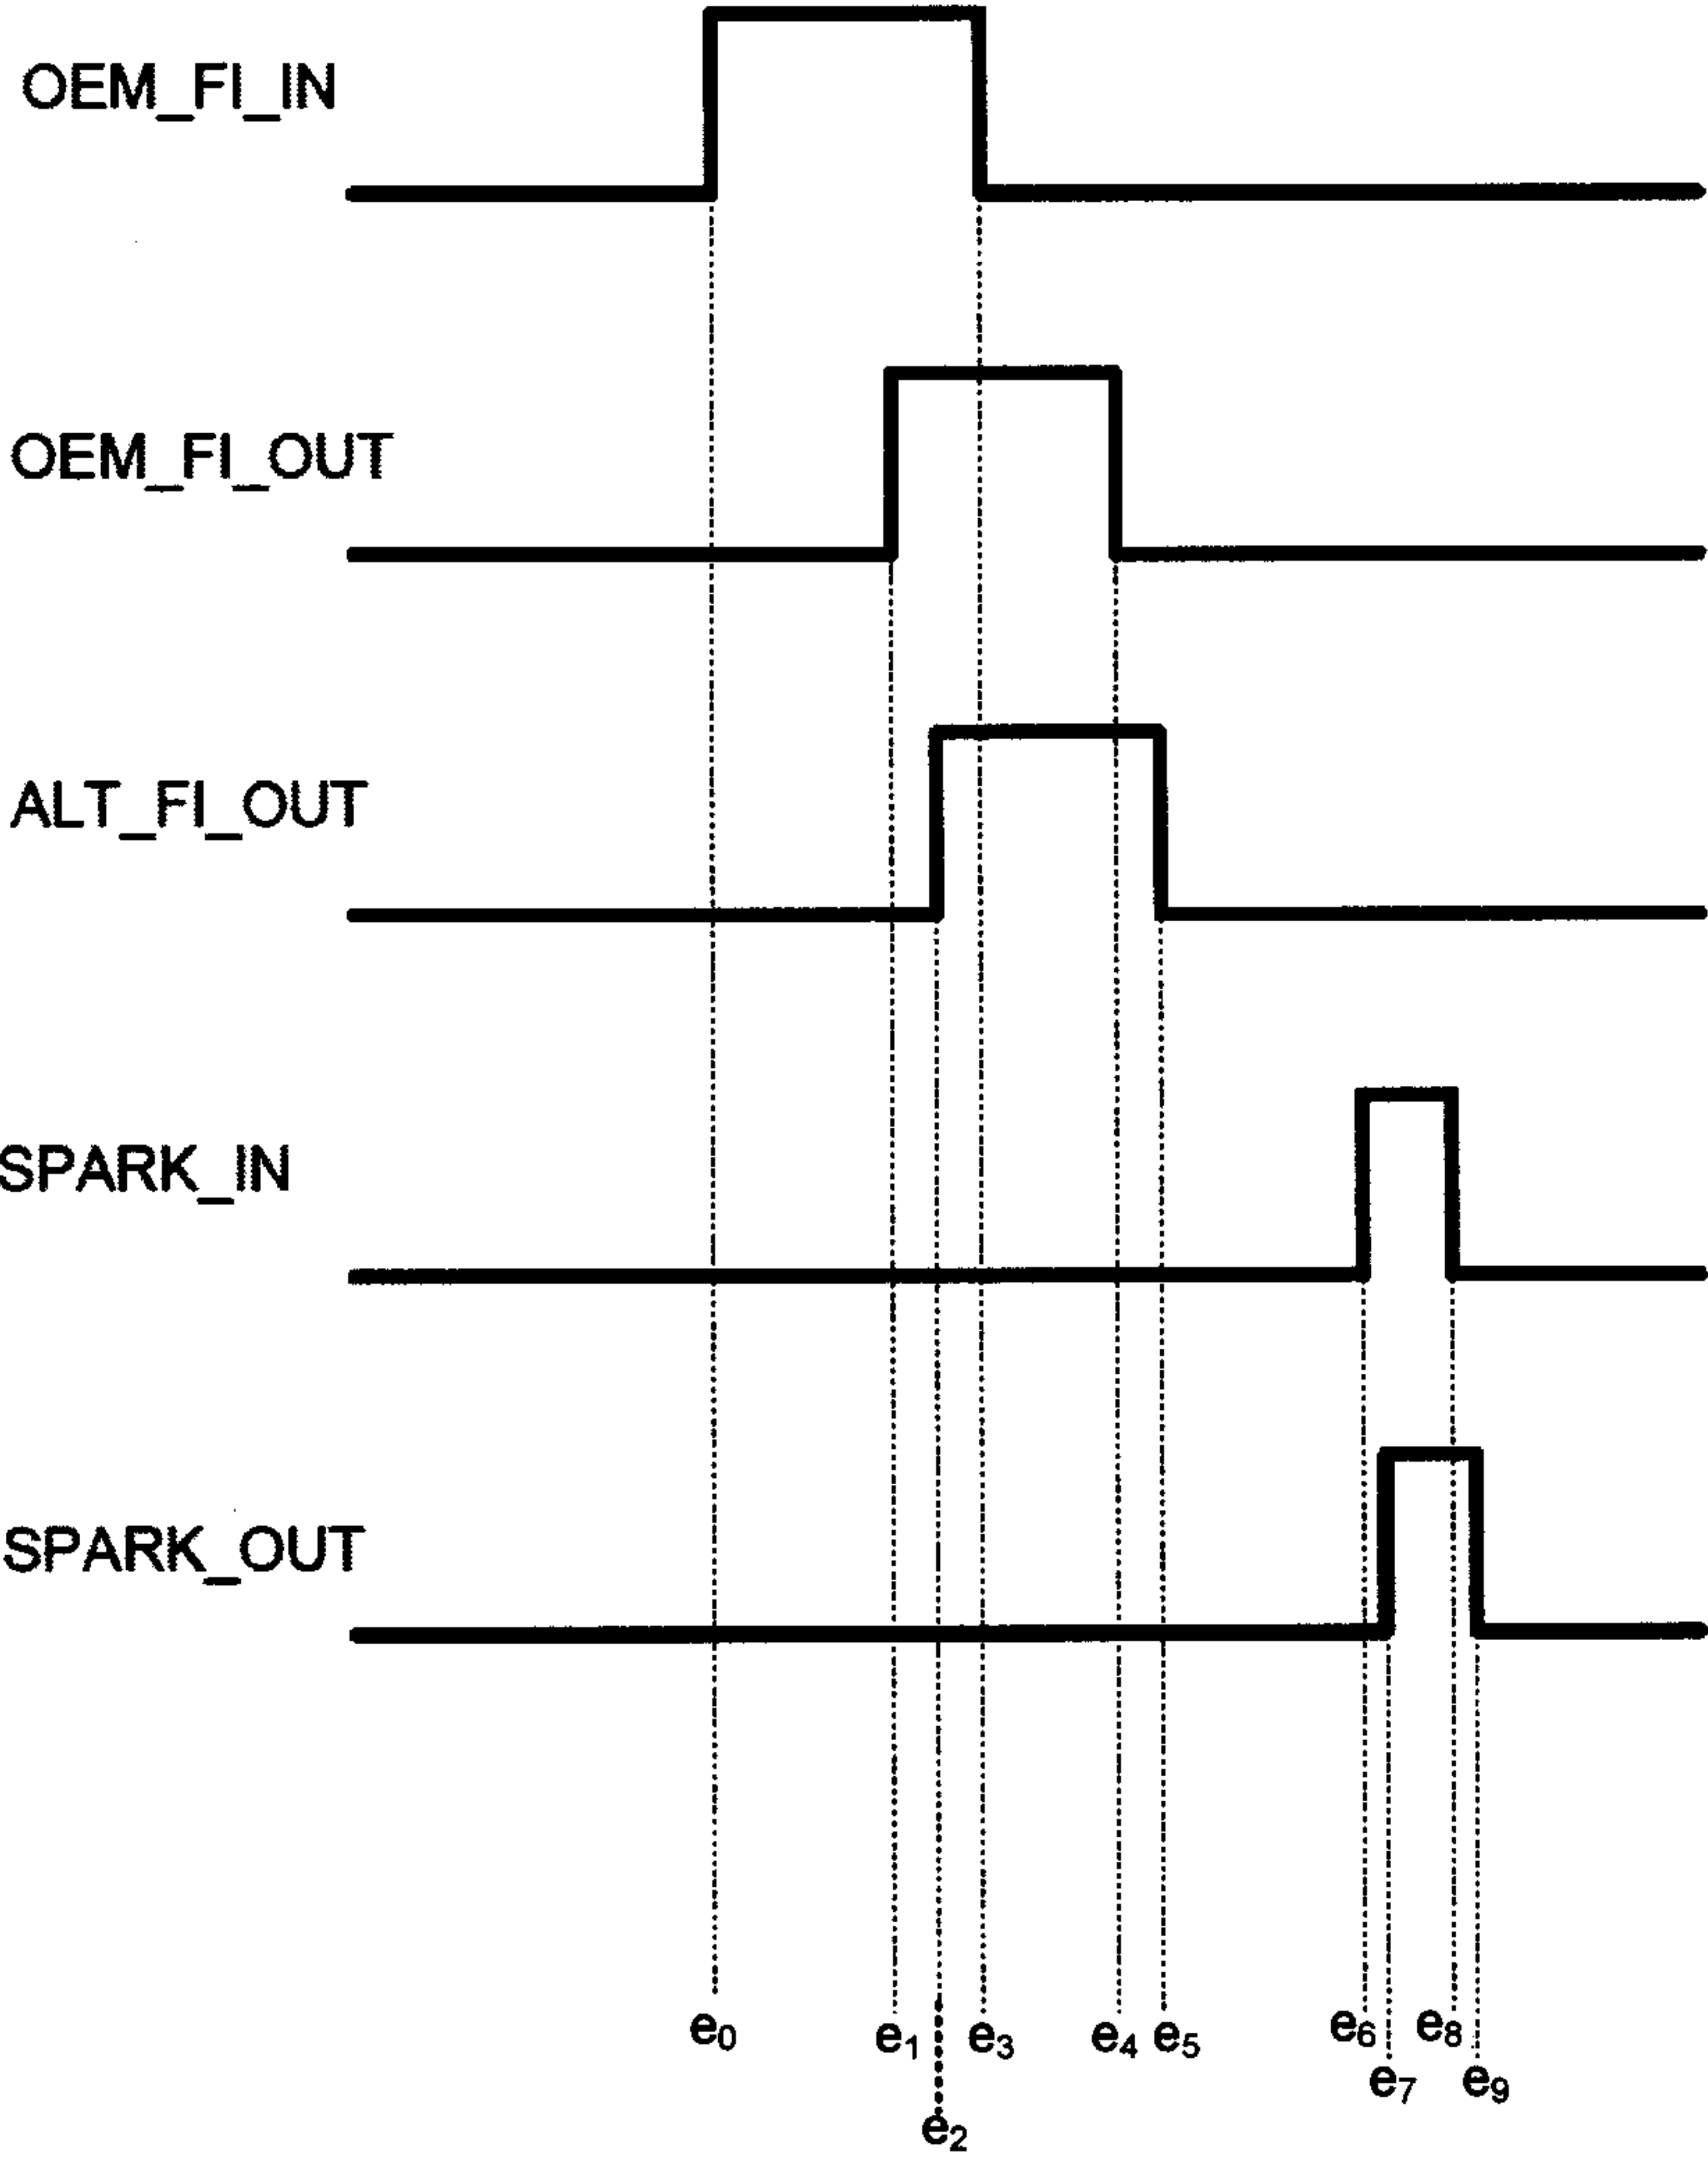 OEM_FI_IN
OEM_FI_OUT
ALT_FI_OUT
SPARK_IN
SPARK_OUT
e0 e1 e3 e4 e5 e6 e8
e7 e9
e2